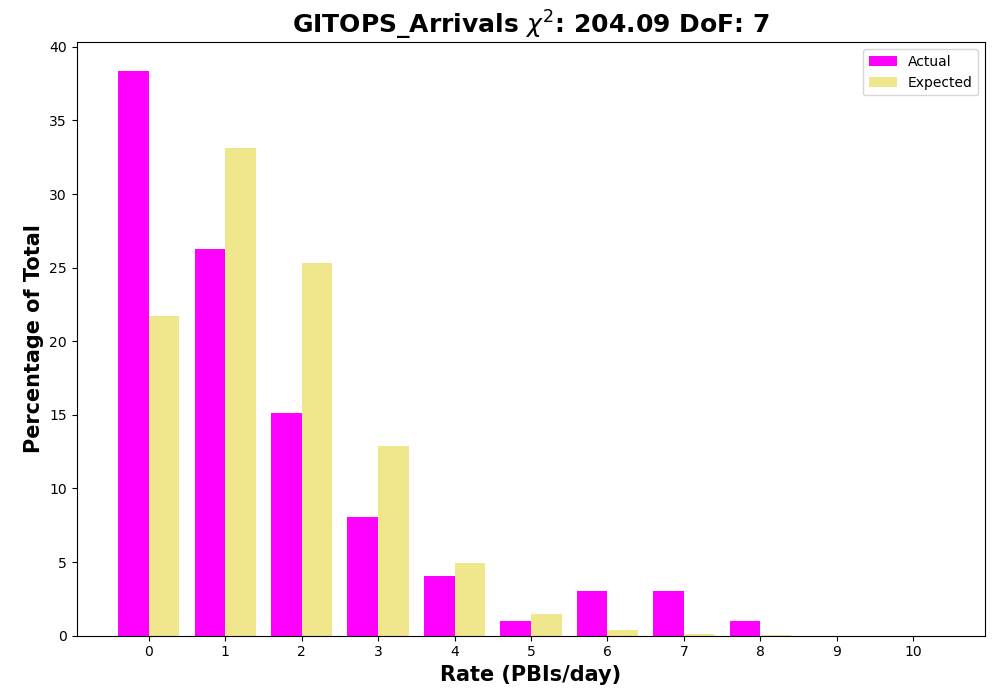 GITOPS_Arrivals χ²: 204.09 DoF: 7
Actual
Expected
Percentage of Total
40
35
30
25
20
15
10
5
0
0 1 2 3 4 5 6 7 8 9 10
Rate (PBIs/day)